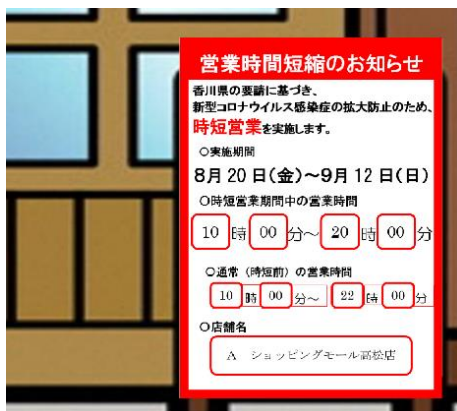 営業時間短縮のお知らせ
香川県の要請に基づき、
新型コロナウイルス感染症の拡大防止のため、
時短営業を実施します。
〇実施期間
8月20日(金)～9月12日(日)
〇時短営業期間中の営業時間
10時00分～20時00分
〇通常（時短前）の営業時間
10時00分～22時00分
〇店舗名
A　ショッピングモール高松店